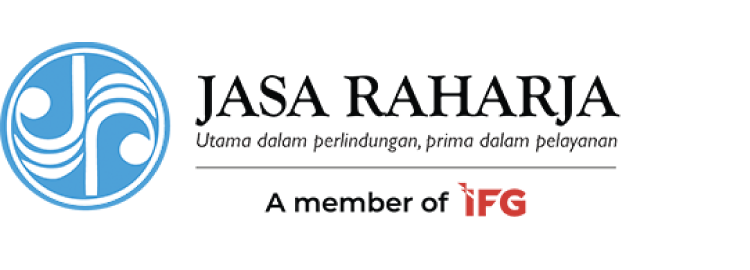 JASA RAHARJA
Utama dalam perlindungan, prima dalam pelayanan
A member of IFG